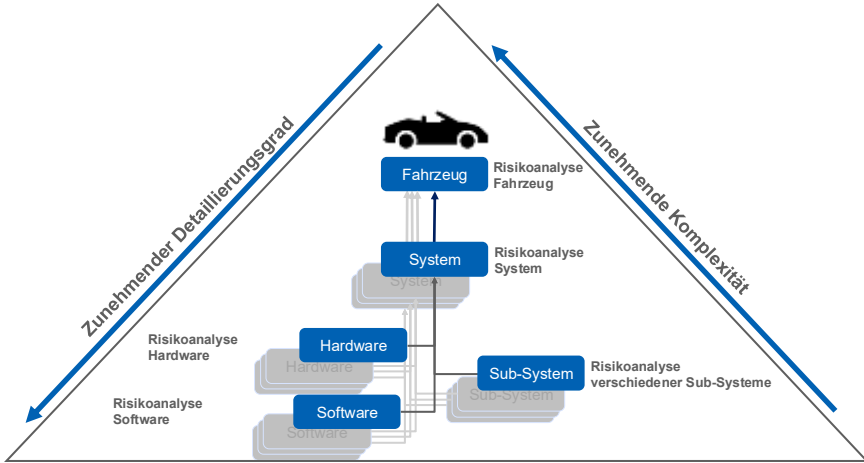 Zunehmender Detaillierungsgrad
Zunehmende Komplexität
Fahrzeug
Risikoanalyse
Fahrzeug
System
Risikoanalyse
System
System
Risikoanalyse
Hardware
Hardware
Hardware
Sub-System
Risikoanalyse
verschiedener Sub-Systeme
Sub-System
Risikoanalyse
Software
Software
Software